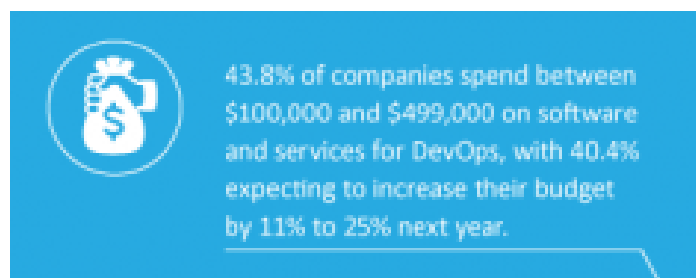 $
43.8% of companies spend between
$100,000 and $499,000 on software
and services for DevOps, with 40.4%
expecting to increase their budget
by 11% to 25% next year.